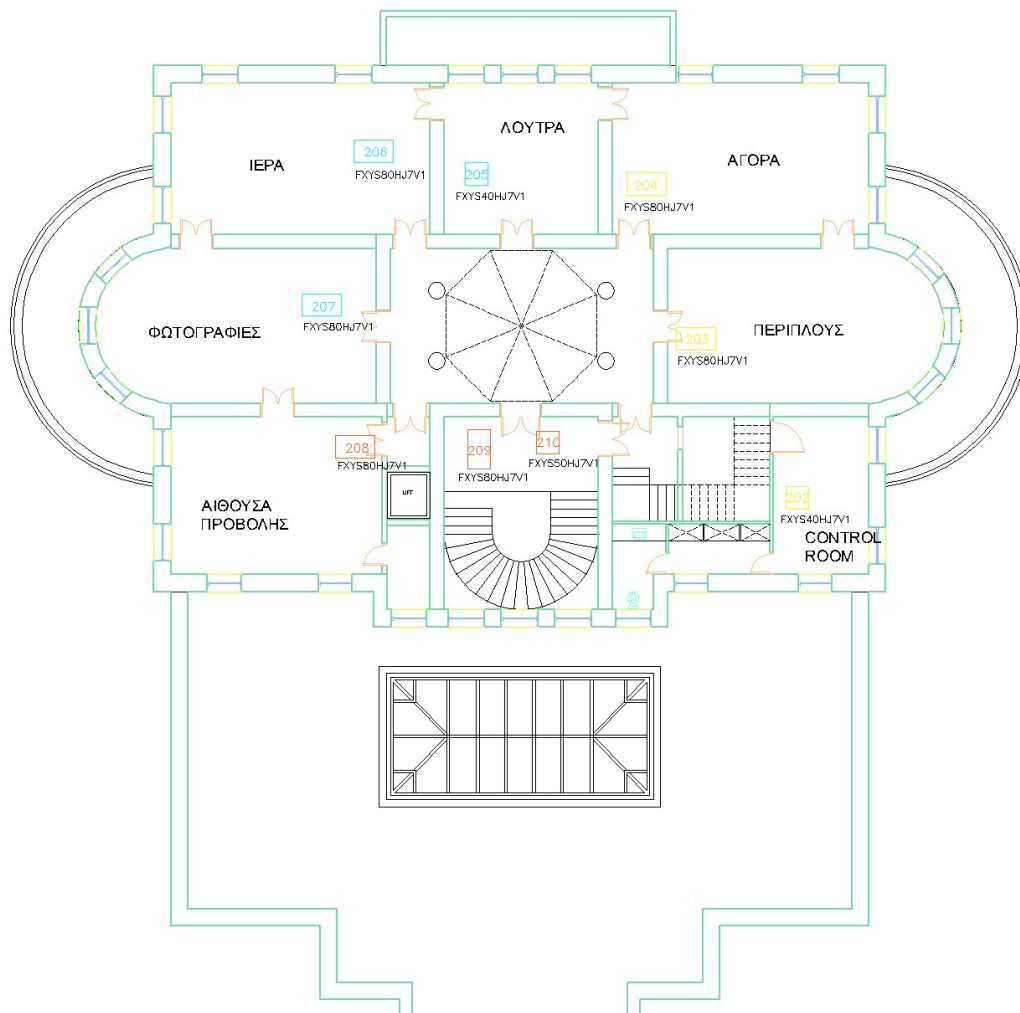 ΛΟΥΤΡΑ
206
ΙΕΡΑ
ΑΓΟΡΑ
FXYS80HJ7V1
205
FXYS40HJ7V1
204
FXYS80HJ7V1
207
FXYS80HJ7V1
ΦΩΤΟΓΡΑΦΙΕΣ
ΠΕΡΙΠΛΟΥΣ
203
FXYS80HJ7V1
208
FXYS80HJ7V1
209
FXYS80HJ7V1
210
FXYS50HJ7V1
LIFT
ΑΙΘΟΥΣΑ
ΠΡΟΒΟΛΗΣ
202
FXYS40HJ7V1
CONTROL
ROOM